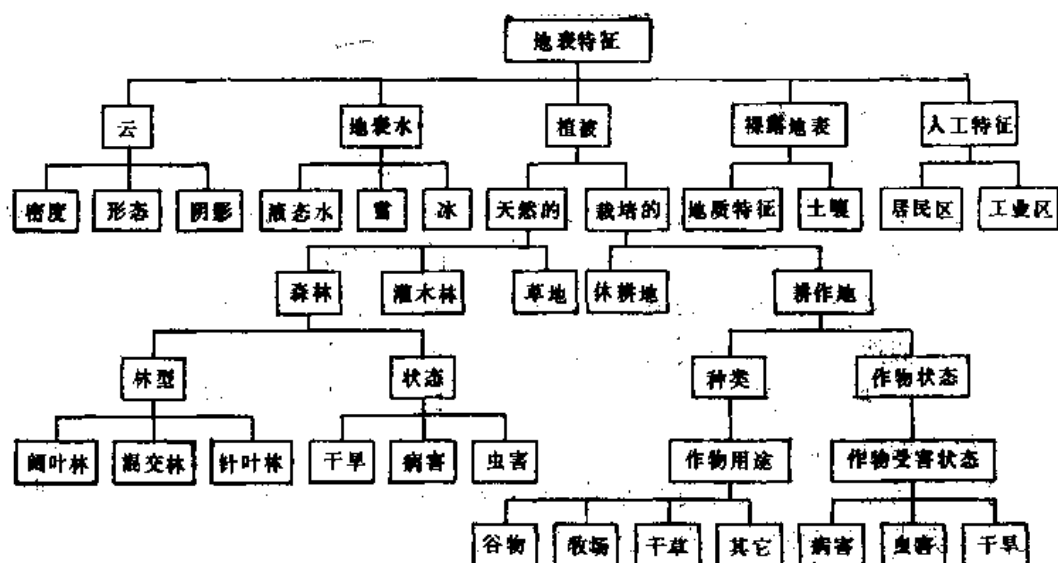 地表特征
云 地表水 植被 裸露地表 人工特征
密度 形态 阴影 液态水 雪 冰 天然的 栽培的 地质特征 土壤 居民区 工业区
森林 灌木林 草地 休耕地 耕作地
林型 状态 种类 作物状态
阔叶林 混交林 针叶林 干旱 病害 虫害 作物用途 作物受害状态
谷物 牧场 干草 其它 病害 虫害 干旱